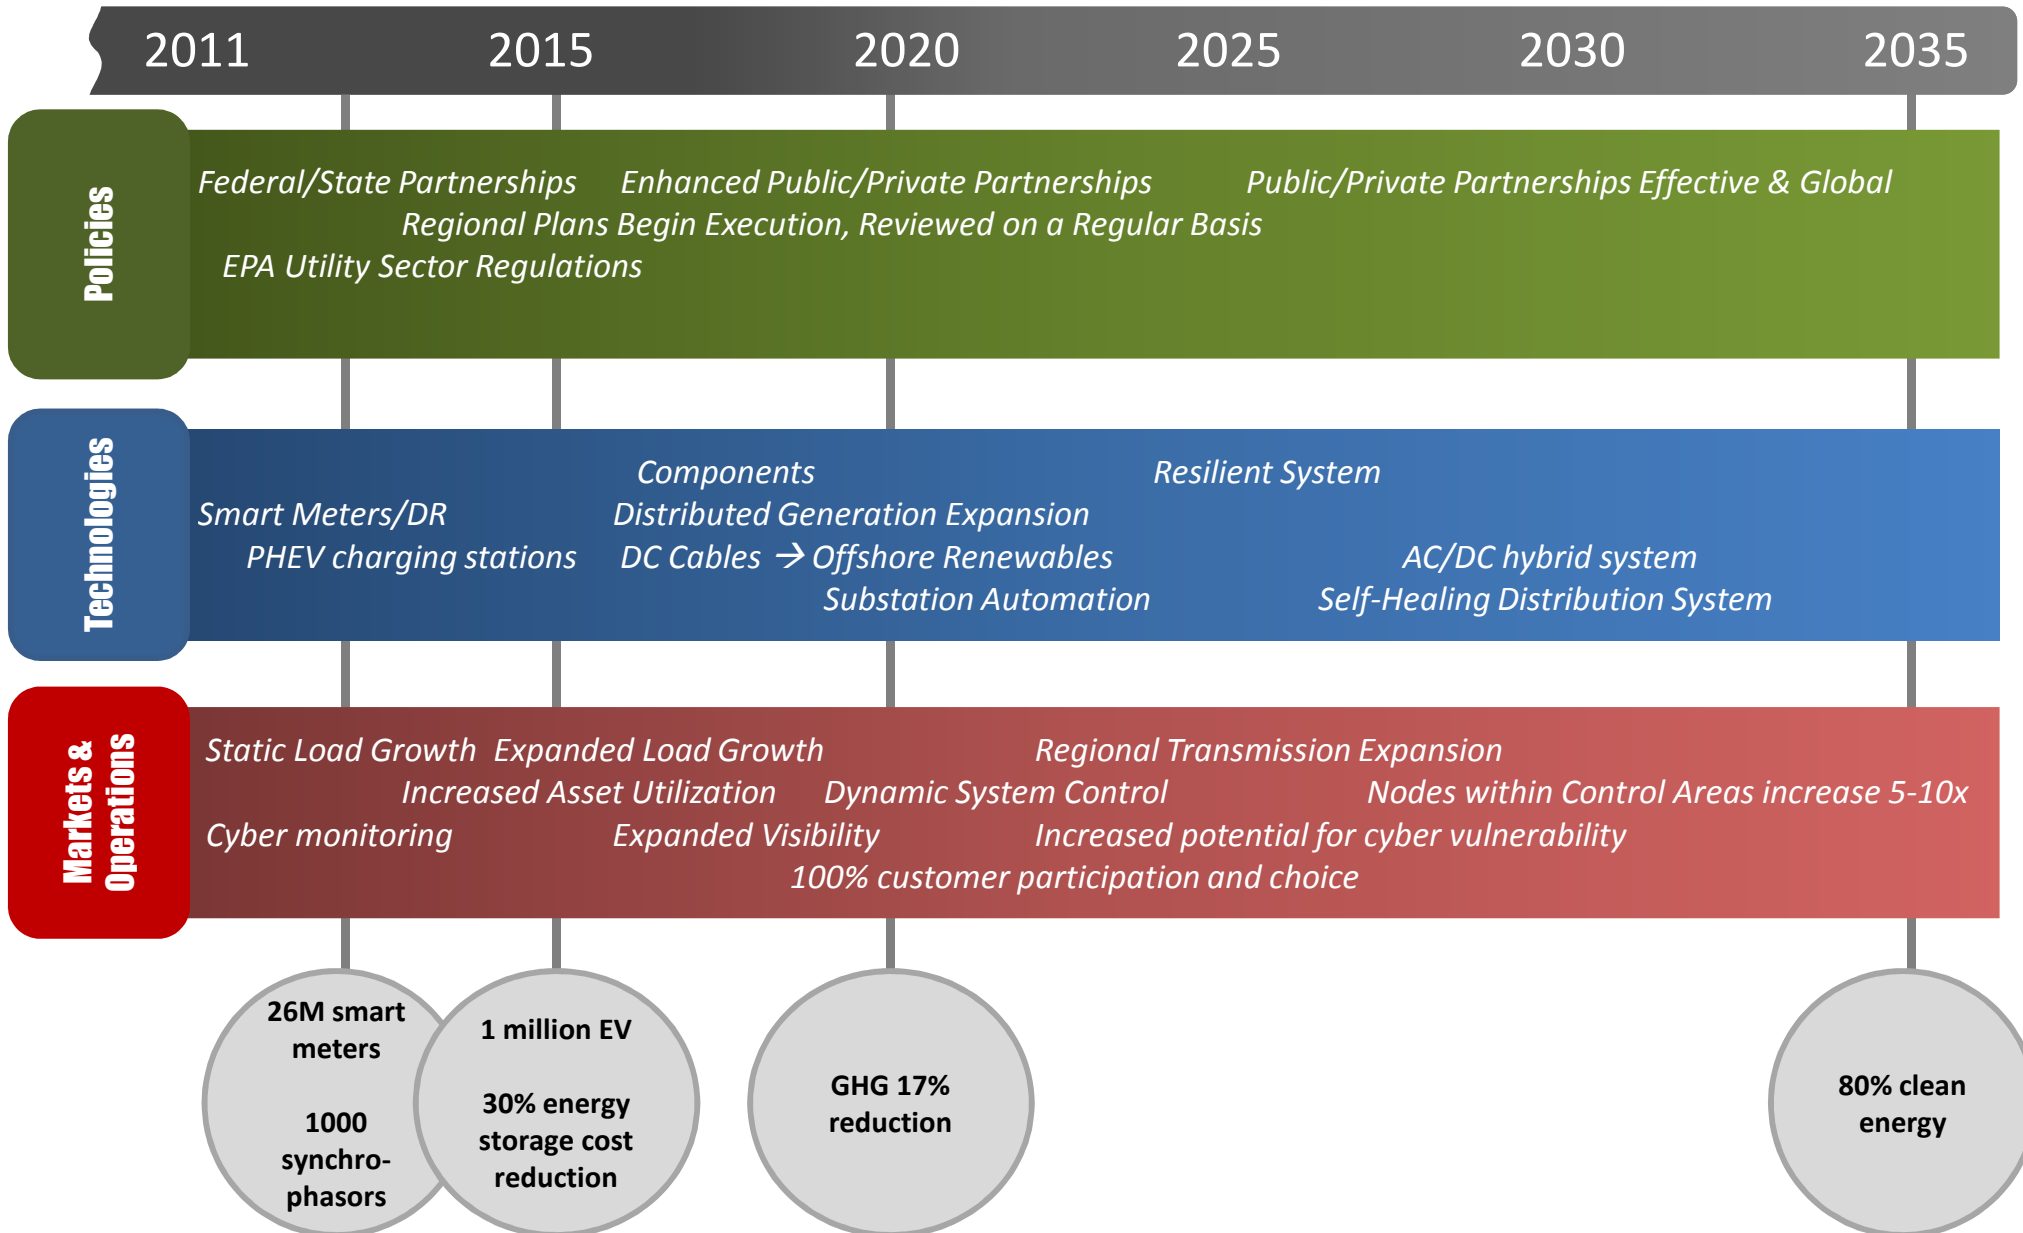 2011 2015 2020 2025 2030 2035
Policies
Federal/State Partnerships Enhanced Public/Private Partnerships Public/Private Partnerships Effective & Global
Regional Plans Begin Execution, Reviewed on a Regular Basis
EPA Utility Sector Regulations
Technologies
Components Resilient System
Smart Meters/DR Distributed Generation Expansion
PHEV charging stations DC Cables → Offshore Renewables AC/DC hybrid system
Substation Automation Self-Healing Distribution System
Markets &
Operations
Static Load Growth Expanded Load Growth Regional Transmission Expansion
Increased Asset Utilization Dynamic System Control Nodes within Control Areas increase 5-10x
Cyber monitoring Expanded Visibility Increased potential for cyber vulnerability
100% customer participation and choice
26M smart
meters
1000
synchro-
phasors
1 million EV
30% energy
storage cost
reduction
GHG 17%
reduction
80% clean
energy